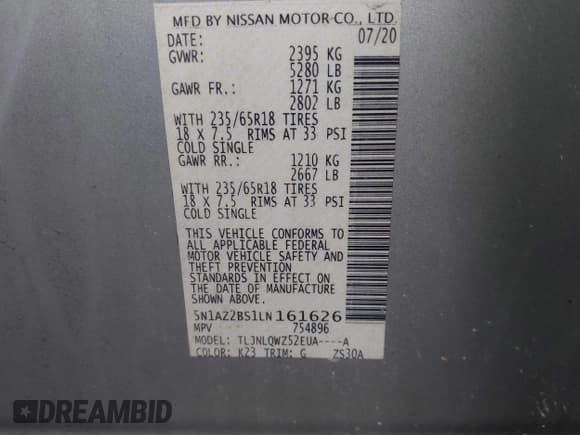 MFD BY NISSAN MOTOR CO., LTD.
DATE: 07/20
GVWR: 2395 KG
5280 LB
GAWR FR.: 1271 KG
2802 LB
WITH 235/65R18 TIRES
18 X 7.5 RIMS AT 33 PSI
COLD SINGLE
GAWR RR.: 1210 KG
2667 LB
WITH 235/65R18 TIRES
18 X 7.5 RIMS AT 33 PSI
COLD SINGLE
THIS VEHICLE CONFORMS TO
ALL APPLICABLE FEDERAL
MOTOR VEHICLE SAFETY AND
THEFT PREVENTION
STANDARDS IN EFFECT ON THE
DATE OF MANUFACTURE
SHOWN ABOVE.
5N1AZ2BS1LN161626
MPV 754896
MODEL: TLJNLQWZ52EUA----A
COLOR: K23 TRIM: G ZS30A
DREAMBID